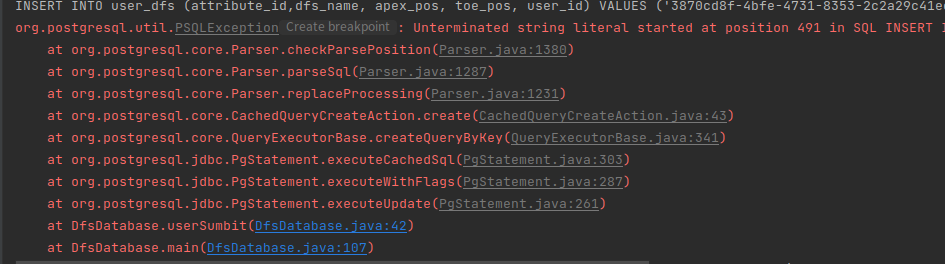 INSERT INTO user_dfs (attribute_id,dfs_name, apex_pos, toe_pos, user_id) VALUES ('3870cd8f-4bfe-4731-8353-2c2a29c41e
org.postgresql.util.PSQLException Create breakpoint : Unterminated string literal started at position 491 in SQL INSERT I
at org.postgresql.core.Parser.checkParsePosition(Parser.java:1380)
at org.postgresql.core.Parser.parseSql(Parser.java:1287)
at org.postgresql.core.Parser.replaceProcessing(Parser.java:1231)
at org.postgresql.core.CachedQueryCreateAction.create(CachedQueryCreateAction.java:43)
at org.postgresql.core.QueryExecutorBase.createQueryByKey(QueryExecutorBase.java:341)
at org.postgresql.jdbc.PgStatement.executeCachedSql(PgStatement.java:303)
at org.postgresql.jdbc.PgStatement.executeWithFlags(PgStatement.java:287)
at org.postgresql.jdbc.PgStatement.executeUpdate(PgStatement.java:261)
at DfsDatabase.userSumbit(DfsDatabase.java:42)
at DfsDatabase.main(DfsDatabase.java:107)